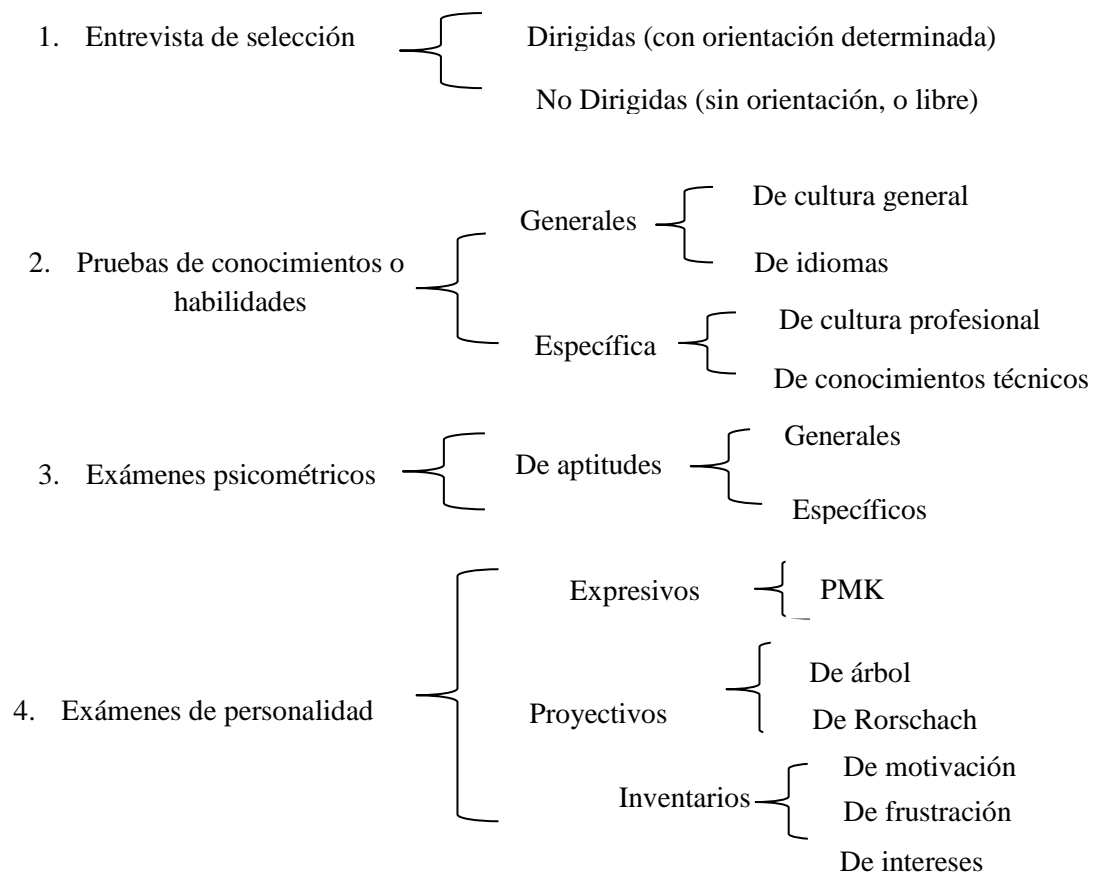 1. Entrevista de selección
Dirigidas (con orientación determinada)
No Dirigidas (sin orientación, o libre)
2. Pruebas de conocimientos o
habilidades
Generales
De cultura general
De idiomas
Específica
De cultura profesional
De conocimientos técnicos
3. Exámenes psicométricos
De aptitudes
Generales
Específicos
4. Exámenes de personalidad
Expresivos
PMK
Proyectivos
De árbol
De Rorschach
Inventarios
De motivación
De frustración
De intereses